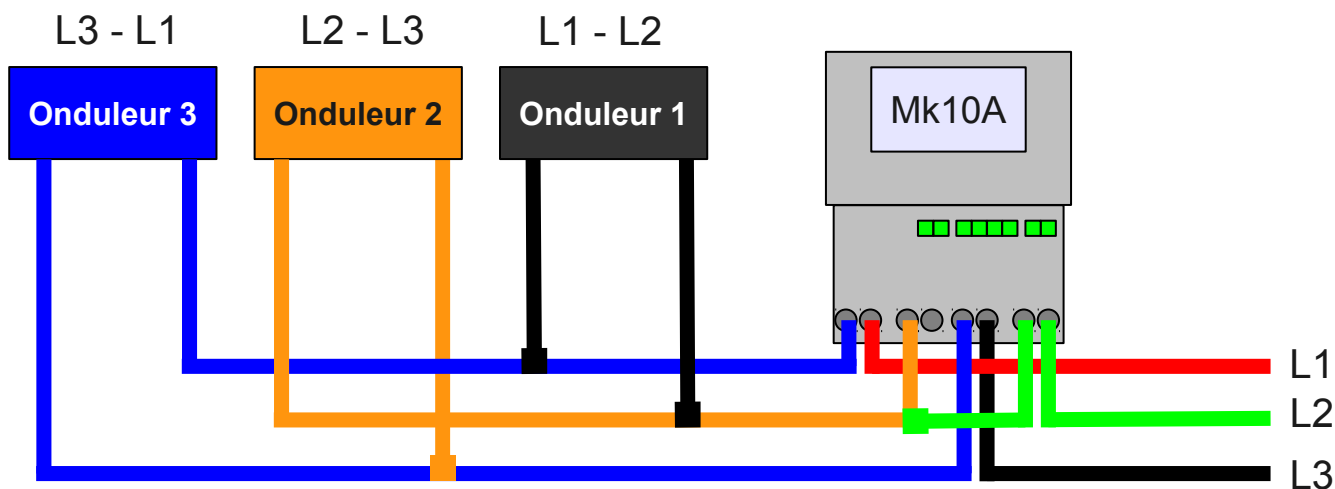 L3 - L1
L2 - L3
L1 - L2
Onduleur 3
Onduleur 2
Onduleur 1
Mk10A
L1
L2
L3